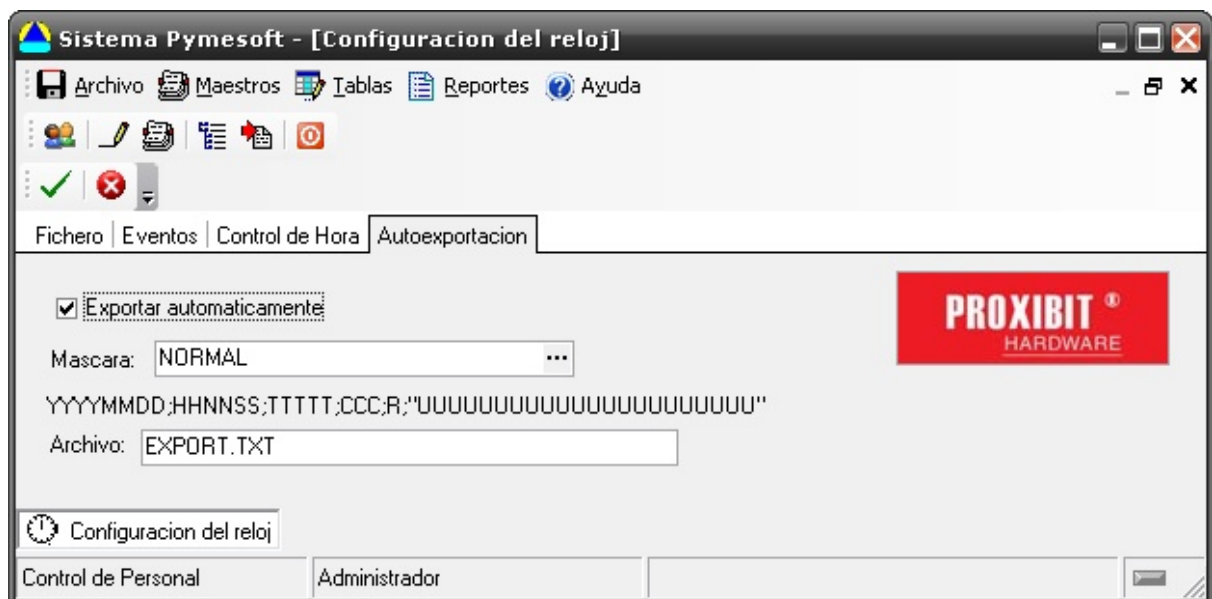 Sistema Pymesoft - [Configuracion del reloj]
Archivo Maestros Tablas Reportes Ayuda
Fichero Eventos Control de Hora Autoexportacion
Exportar automaticamente
PROXIBIT ®
HARDWARE
Mascara: NORMAL ...
YYYYMMDD;HHNNSS;TTTTT;CCC;R;"UUUUUUUUUUUUUUUUUUUUUUU"
Archivo: EXPORT.TXT
Configuracion del reloj
Control de Personal Administrador